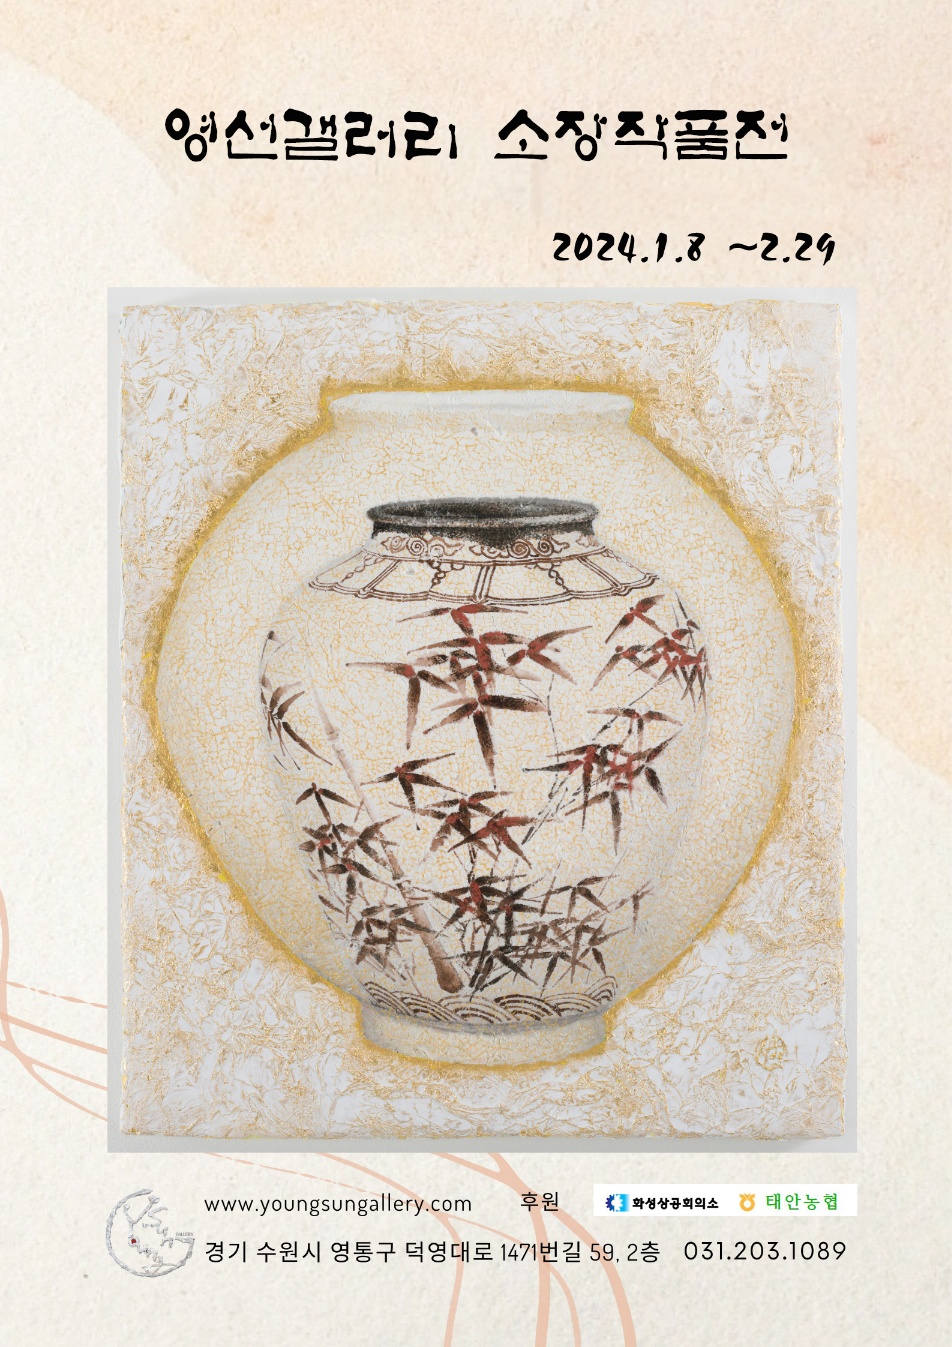 영선갤러리 소장작품전
2024.1.8 ~2.29
www.youngsungallery.com 후원 화성상공회의소 태안농협
GALLERY
경기 수원시 영통구 덕영대로 1471번길 59, 2층 031.203.1089